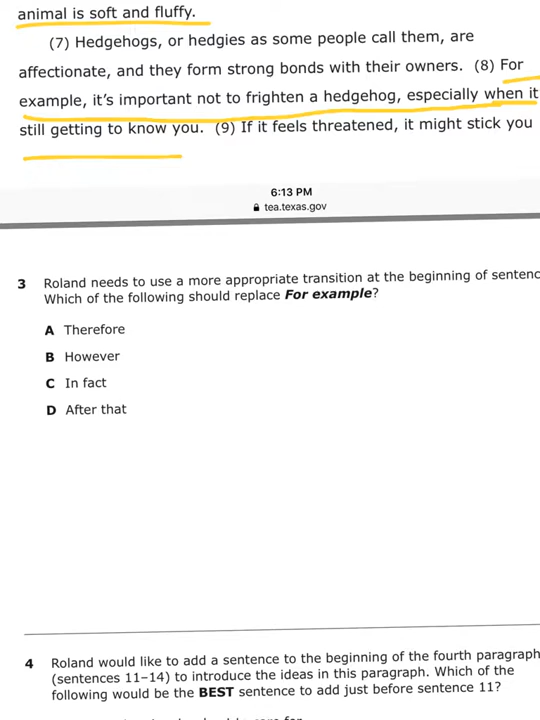 animal is soft and fluffy.
(7) Hedgehogs, or hedgies as some people call them, are
affectionate, and they form strong bonds with their owners. (8) For
example, it's important not to frighten a hedgehog, especially when it
still getting to know you. (9) If it feels threatened, it might stick you
6:13 PM
tea.texas.gov
3 Roland needs to use a more appropriate transition at the beginning of sentenc
Which of the following should replace For example?
A Therefore
B However
C In fact
D After that
4 Roland would like to add a sentence to the beginning of the fourth paragraph
(sentences 11–14) to introduce the ideas in this paragraph. Which of the
following would be the BEST sentence to add just before sentence 11?